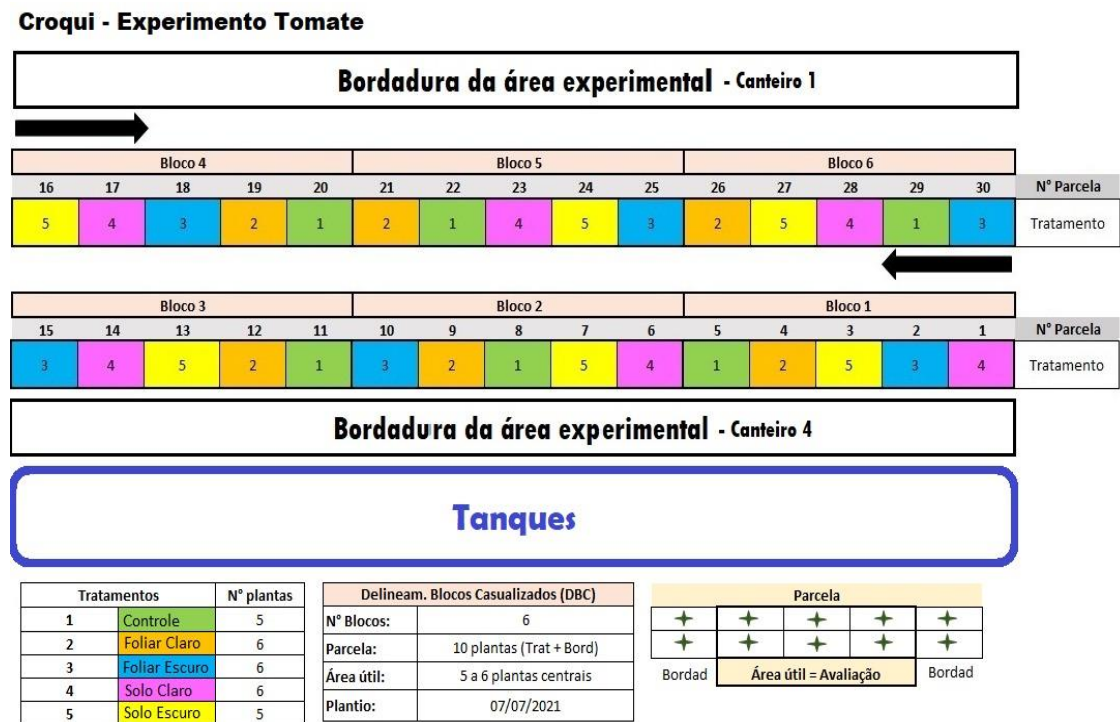 Croqui - Experimento Tomate
Bordadura da área experimental - Canteiro 1
Bloco 4 Bloco 5 Bloco 6
16 17 18 19 20 21 22 23 24 25 26 27 28 29 30 N° Parcela
5 4 3 2 1 2 1 4 5 3 2 5 4 1 3 Tratamento
Bloco 3 Bloco 2 Bloco 1
15 14 13 12 11 10 9 8 7 6 5 4 3 2 1 N° Parcela
3 4 5 2 1 3 2 1 5 4 1 2 5 3 4 Tratamento
Bordadura da área experimental - Canteiro 4
Tanques
Tratamentos N° plantas
1 Controle 5
2 Foliar Claro 6
3 Foliar Escuro 6
4 Solo Claro 6
5 Solo Escuro 5
Delineam. Blocos Casualizados (DBC)
N° Blocos: 6
Parcela: 10 plantas (Trat + Bord)
Área útil: 5 a 6 plantas centrais
Plantio: 07/07/2021
Parcela
Bordad Área útil = Avaliação Bordad